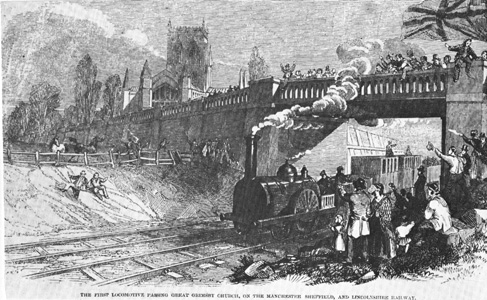 THE FIRST LOCOMOTIVE PASSING GREAT GRIMSBY CHURCH, ON THE MANCHESTER SHEFFIELD, AND LINCOLNSHIRE RAILWAY.